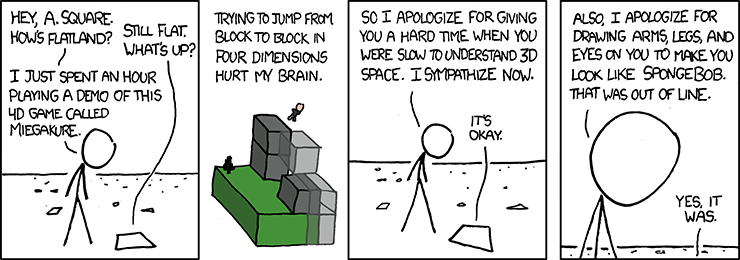 HEY, A. SQUARE.
HOW'S FLATLAND?
STILL FLAT.
WHAT'S UP?
I JUST SPENT AN HOUR
PLAYING A DEMO OF THIS
4D GAME CALLED
MIEGAKURE.
TRYING TO JUMP FROM
BLOCK TO BLOCK IN
FOUR DIMENSIONS
HURT MY BRAIN.
SO I APOLOGIZE FOR GIVING
YOU A HARD TIME WHEN YOU
WERE SLOW TO UNDERSTAND 3D
SPACE. I SYMPATHIZE NOW.
IT'S
OKAY.
ALSO, I APOLOGIZE FOR
DRAWING ARMS, LEGS, AND
EYES ON YOU TO MAKE YOU
LOOK LIKE SPONGEBOB.
THAT WAS OUT OF LINE.
YES, IT
WAS.